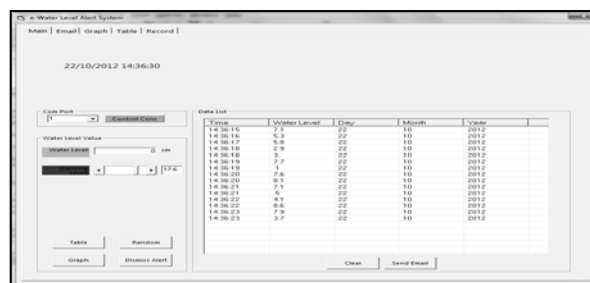 e-Water Level Alert System
Main | Email | Graph | Table | Record |
22/10/2012 14:36:30
Com Port
1 Control Com
Water Level Value
Water Level 0 cm
17.6
Table Random
Graph Dismiss Alert
Data List
Time Water Level Day Month Year
14:36:15 7.1 22 10 2012
14:36:16 5.3 22 10 2012
14:36:17 5.8 22 10 2012
14:36:18 2.9 22 10 2012
14:36:18 3 22 10 2012
14:36:19 7.7 22 10 2012
14:36:19 1 22 10 2012
14:36:20 7.6 22 10 2012
14:36:20 8.1 22 10 2012
14:36:21 7.1 22 10 2012
14:36:21 5 22 10 2012
14:36:22 4.1 22 10 2012
14:36:22 8.6 22 10 2012
14:36:23 7.9 22 10 2012
14:36:23 3.7 22 10 2012
Clear Send Email